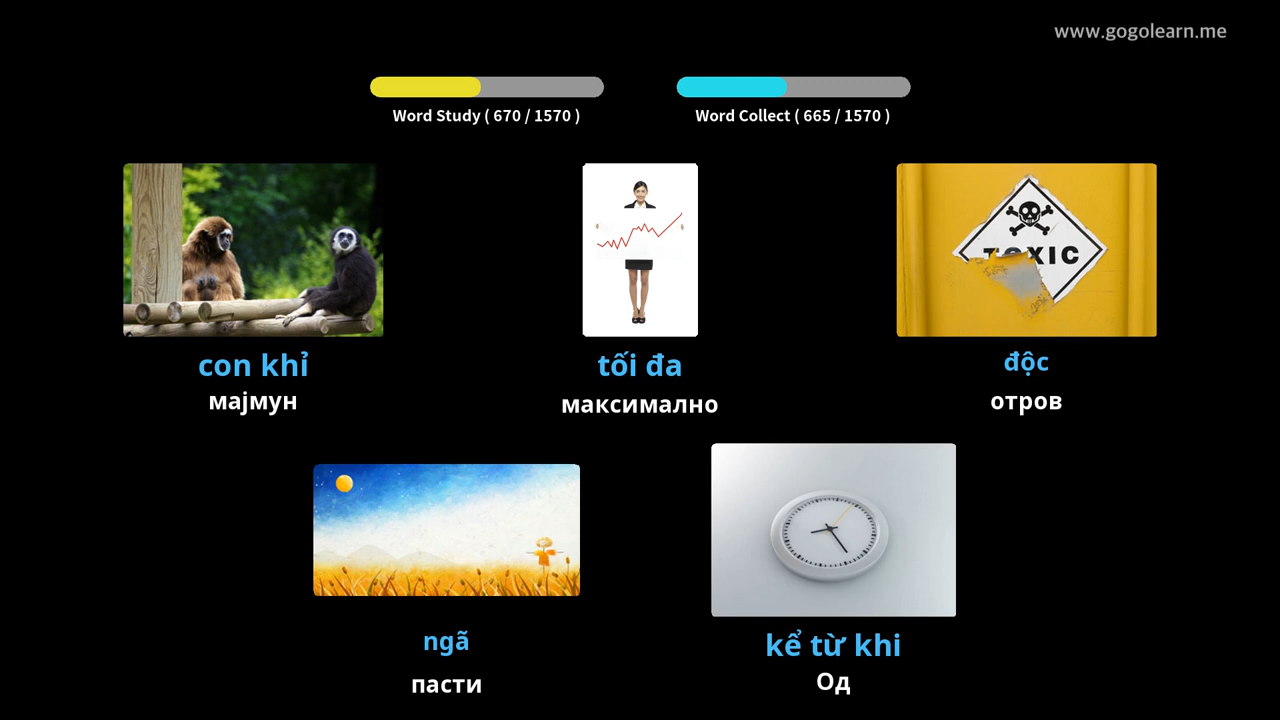 www.gogolearn.me
Word Study ( 670 / 1570 )
Word Collect ( 665 / 1570 )
TOXIC
con khỉ
tối đa
độc
мајмун
максимално
отров
ngã
kể từ khi
пасти
Од